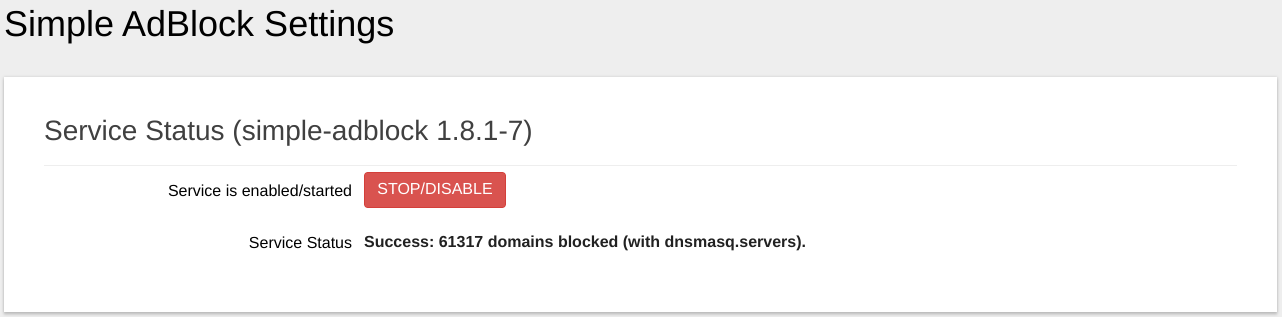 Simple AdBlock Settings
Service Status (simple-adblock 1.8.1-7)
Service is enabled/started STOP/DISABLE
Service Status Success: 61317 domains blocked (with dnsmasq.servers).